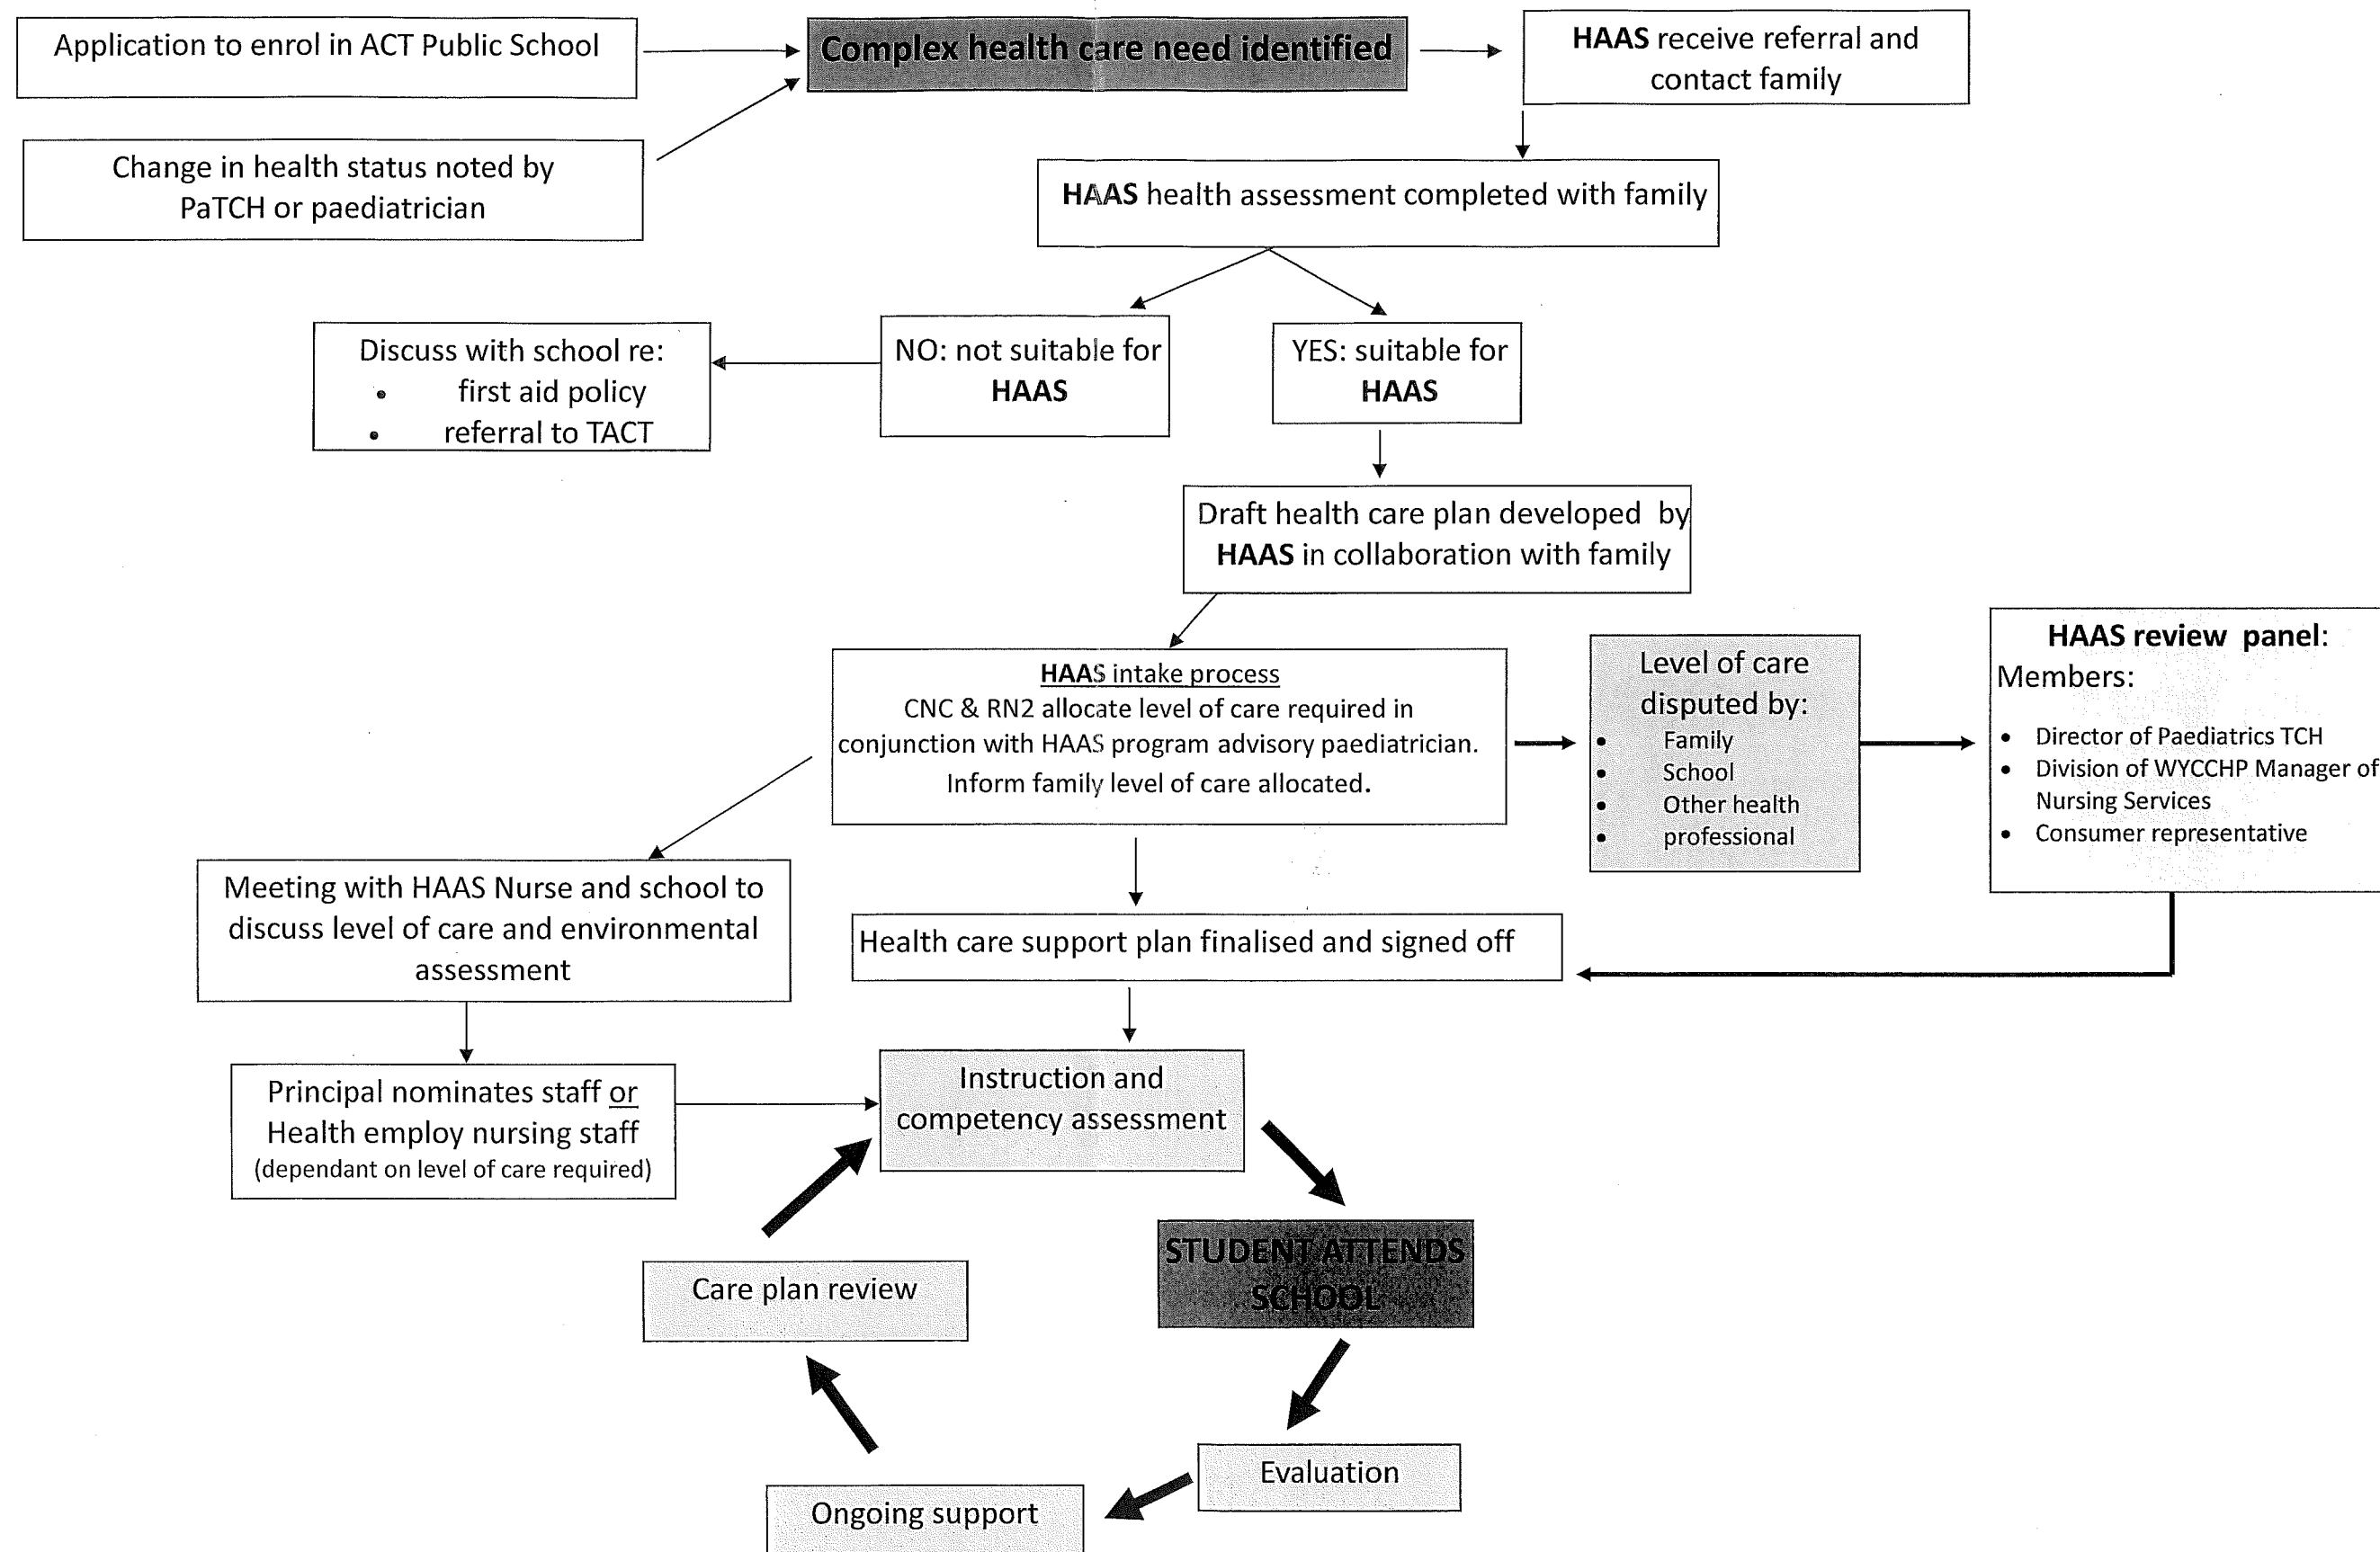 Application to enrol in ACT Public School
Complex health care need identified
HAAS receive referral and
contact family
Change in health status noted by
PaTCH or paediatrician
HAAS health assessment completed with family
Discuss with school re:
• first aid policy
• referral to TACT
NO: not suitable for
HAAS
YES: suitable for
HAAS
Draft health care plan developed by
HAAS in collaboration with family
HAAS intake process
CNC & RN2 allocate level of care required in
conjunction with HAAS program advisory paediatrician.
Inform family level of care allocated.
Level of care
disputed by:
• Family
• School
• Other health
• professional
HAAS review panel:
Members:
• Director of Paediatrics TCH
• Division of WYCCHP Manager of
Nursing Services
• Consumer representative
Meeting with HAAS Nurse and school to
discuss level of care and environmental
assessment
Health care support plan finalised and signed off
Principal nominates staff or
Health employ nursing staff
(dependant on level of care required)
Instruction and
competency assessment
STUDENT ATTENDS
SCHOOL
Care plan review
Evaluation
Ongoing support